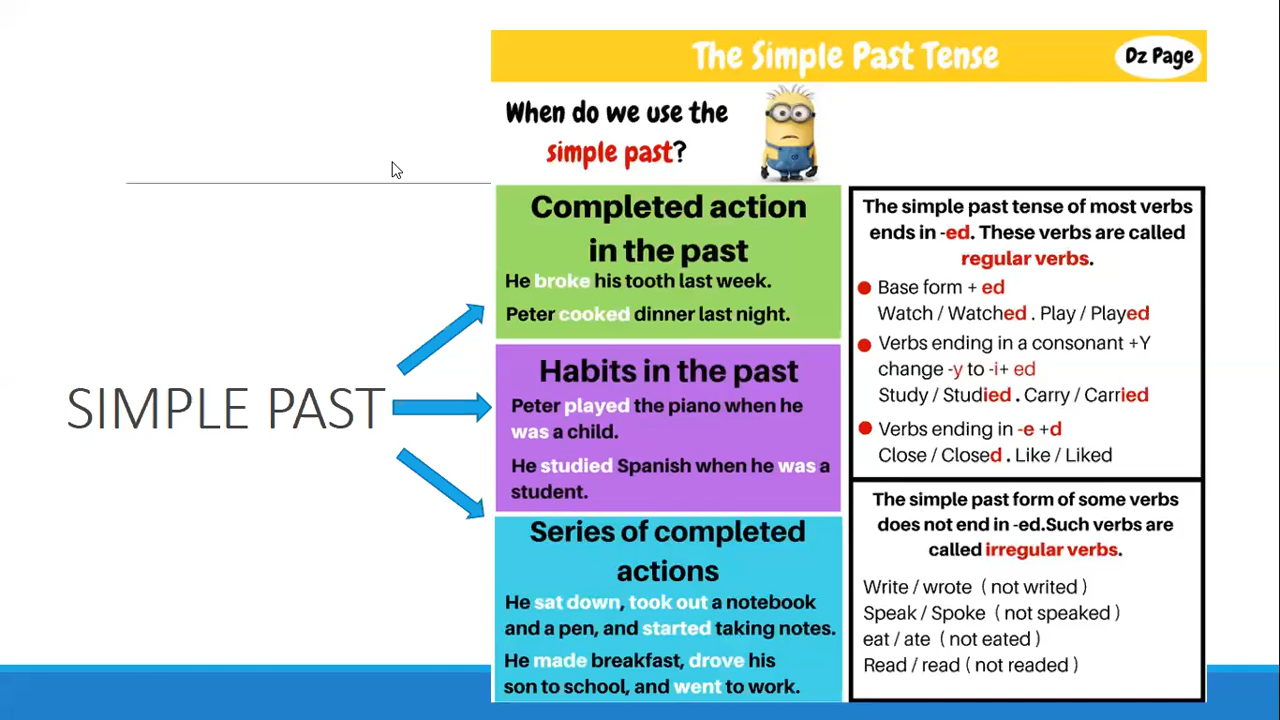 The Simple Past Tense
Dz Page
When do we use the
simple past?
SIMPLE PAST
Completed action
in the past
He broke his tooth last week.
Peter cooked dinner last night.
Habits in the past
Peter played the piano when he
was a child.
He studied Spanish when he was a
student.
Series of completed
actions
He sat down, took out a notebook
and a pen, and started taking notes.
He made breakfast, drove his
son to school, and went to work.
The simple past tense of most verbs
ends in -ed. These verbs are called
regular verbs.
Base form + ed
Watch / Watched . Play / Played
Verbs ending in a consonant +Y
change -y to -i+ ed
Study / Studied . Carry / Carried
Verbs ending in -e +d
Close / Closed . Like / Liked
The simple past form of some verbs
does not end in -ed.Such verbs are
called irregular verbs.
Write / wrote ( not writed )
Speak / Spoke ( not speaked )
eat / ate ( not eated )
Read / read ( not readed )